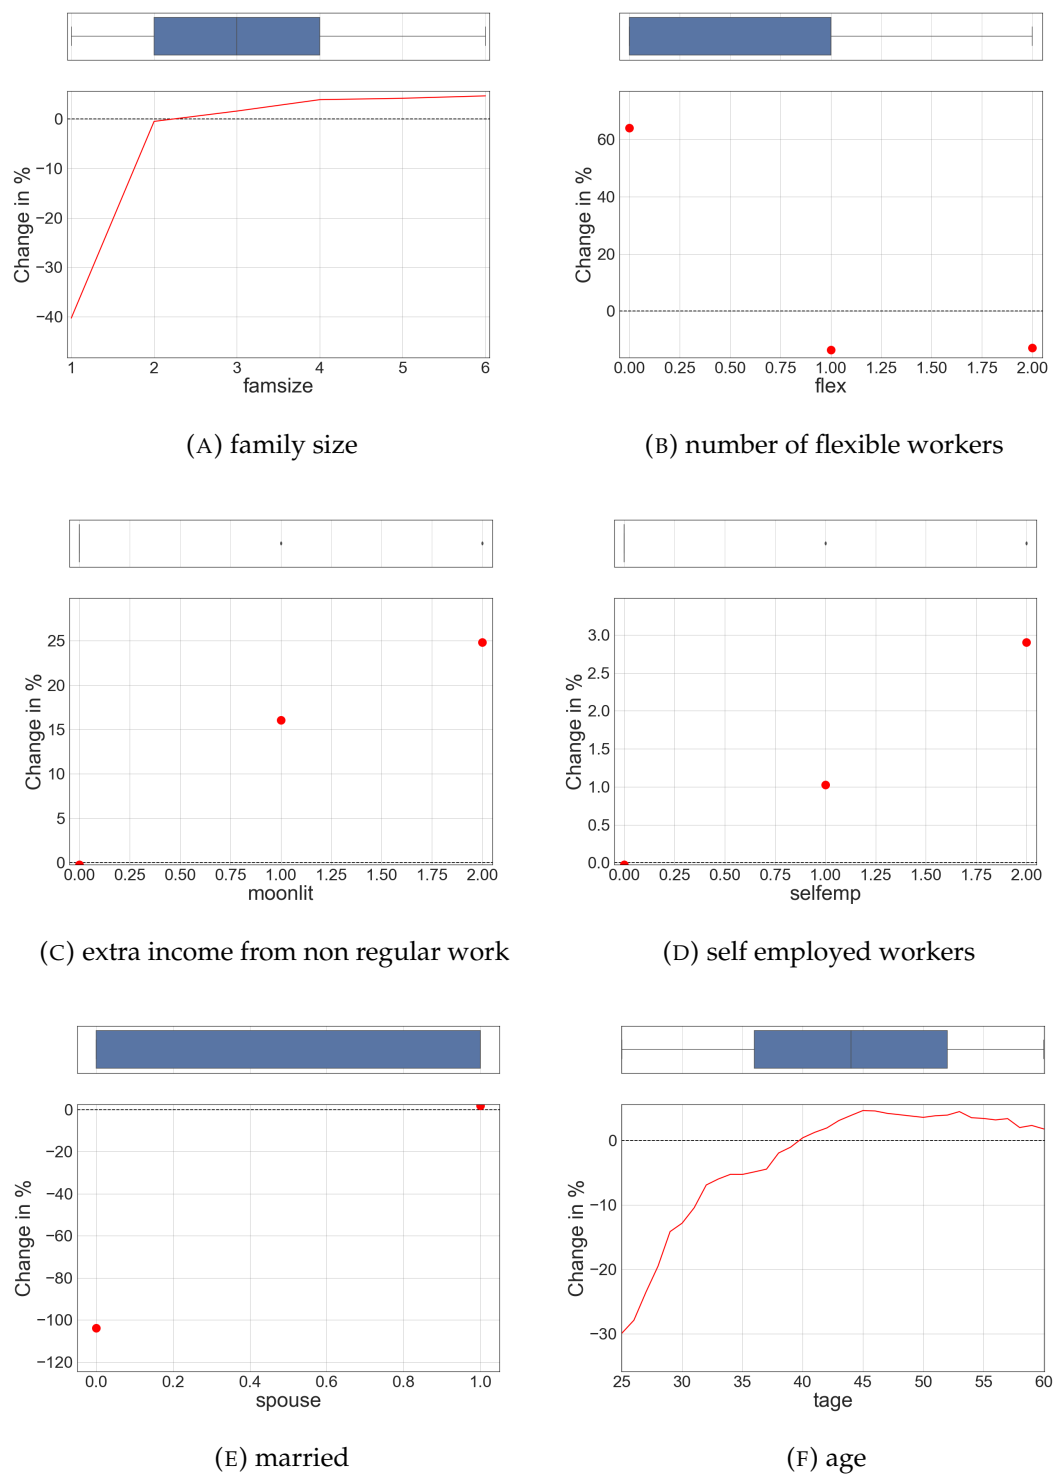 0
−10
−20
−30
−40
Change in %
1 2 3 4 5 6
famsize
(A) family size
60
40
20
0
Change in %
0.00 0.25 0.50 0.75 1.00 1.25 1.50 1.75 2.00
flex
(B) number of flexible workers
25
20
15
10
5
0
Change in %
0.00 0.25 0.50 0.75 1.00 1.25 1.50 1.75 2.00
moonlit
(C) extra income from non regular work
3.0
2.5
2.0
1.5
1.0
0.5
0.0
Change in %
0.00 0.25 0.50 0.75 1.00 1.25 1.50 1.75 2.00
selfemp
(D) self employed workers
0
−20
−40
−60
−80
−100
−120
Change in %
0.0 0.2 0.4 0.6 0.8 1.0
spouse
(E) married
0
−10
−20
−30
Change in %
25 30 35 40 45 50 55 60
tage
(F) age